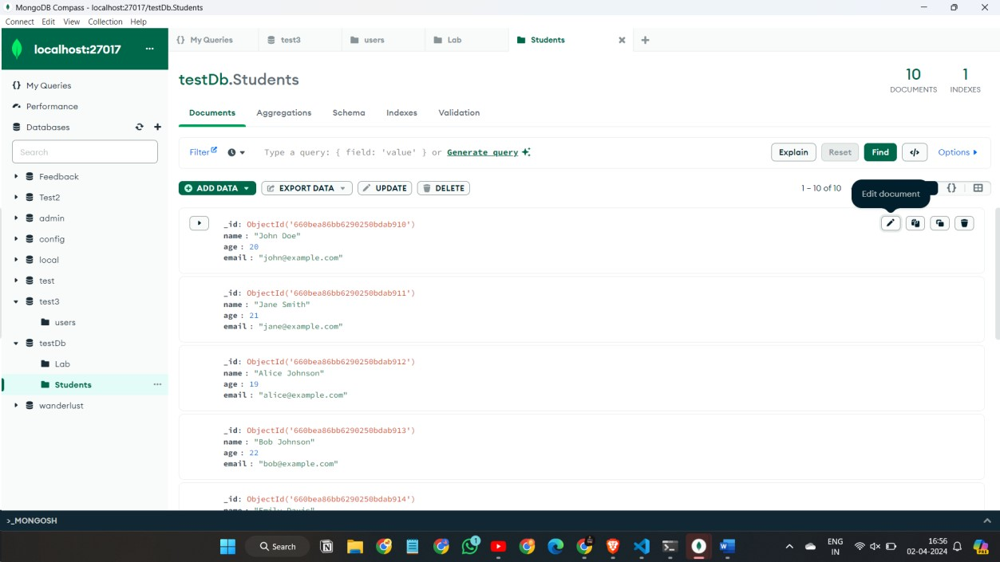 MongoDB Compass - localhost:27017/testDb.Students
Connect Edit View Collection Help
localhost:27017 ...
{} My Queries
test3
users
Lab
Students
My Queries
Performance
Databases
Search
Feedback
Test2
admin
config
local
test
test3
users
testDb
Lab
Students
wanderlust
testDb.Students
10
DOCUMENTS
1
INDEXES
Documents Aggregations Schema Indexes Validation
Filter
Type a query: { field: 'value' } or Generate query
Explain Reset Find </> Options
ADD DATA EXPORT DATA UPDATE DELETE
1 – 10 of 10
Edit document
{}
_id: ObjectId('660bea86bb6290250bdab910')
name : "John Doe"
age : 20
email : "john@example.com"
_id: ObjectId('660bea86bb6290250bdab911')
name : "Jane Smith"
age : 21
email : "jane@example.com"
_id: ObjectId('660bea86bb6290250bdab912')
name : "Alice Johnson"
age : 19
email : "alice@example.com"
_id: ObjectId('660bea86bb6290250bdab913')
name : "Bob Johnson"
age : 22
email : "bob@example.com"
_id: ObjectId('660bea86bb6290250bdab914')
name : "Emily Davis"
>_MONGOSH
Search
1
ENG
IN
16:56
02-04-2024
PRE